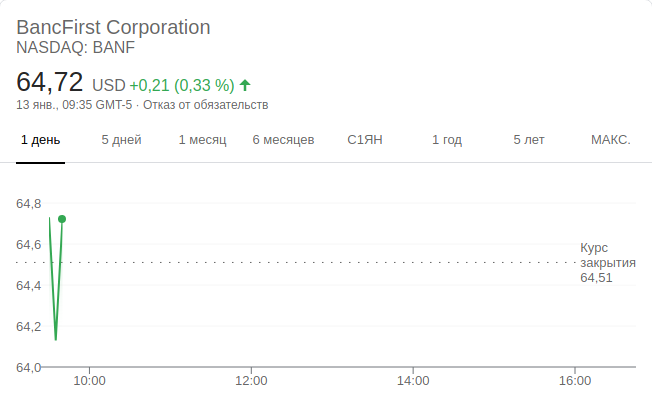 BancFirst Corporation
NASDAQ: BANF
64,72 USD +0,21 (0,33 %)
13 янв., 09:35 GMT-5 · Отказ от обязательств
1 день 5 дней 1 месяц 6 месяцев С1ЯН 1 год 5 лет МАКС.
64,8
64,6
64,4
64,2
64,0
Курс
закрытия
64,51
10:00 12:00 14:00 16:00